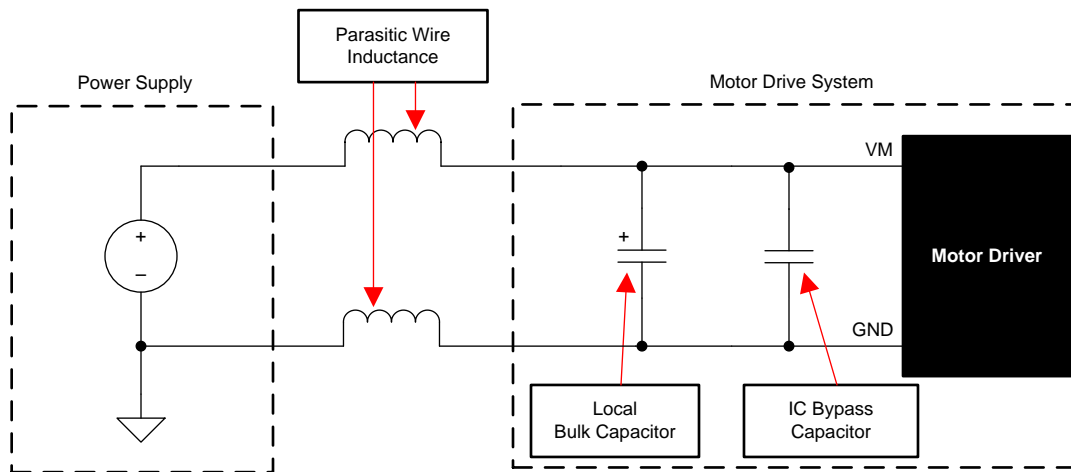 Parasitic Wire
Inductance
Power Supply
Motor Drive System
VM
+
−
+
Motor Driver
GND
Local
Bulk Capacitor
IC Bypass
Capacitor